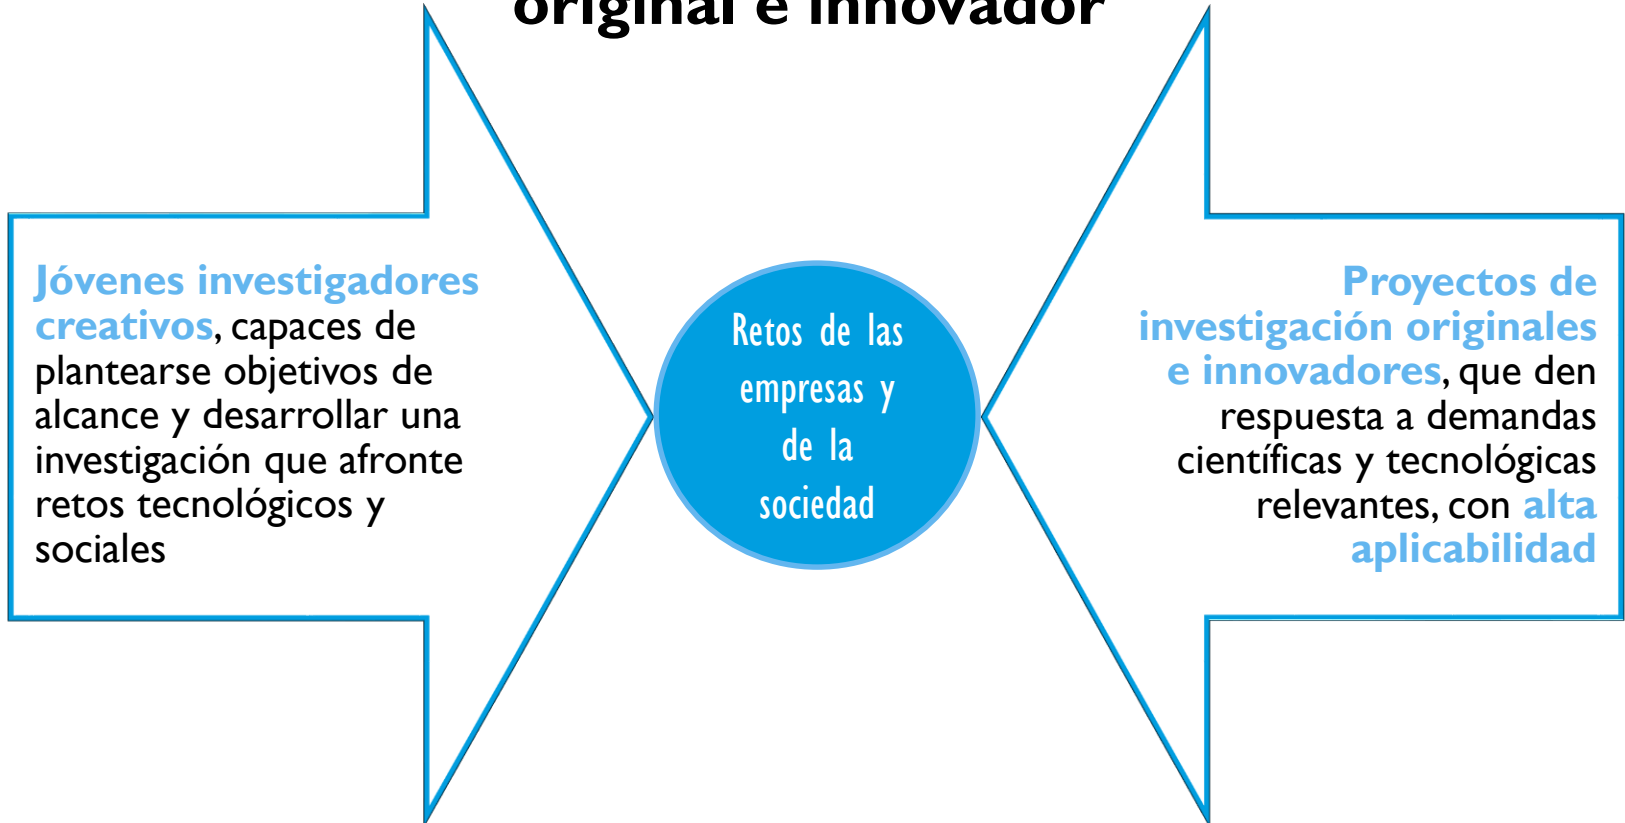 original e innovador
Jóvenes investigadores
creativos, capaces de
plantearse objetivos de
alcance y desarrollar una
investigación que afronte
retos tecnológicos y
sociales
Retos de las
empresas y
de la
sociedad
Proyectos de
investigación originales
e innovadores, que den
respuesta a demandas
científicas y tecnológicas
relevantes, con alta
aplicabilidad